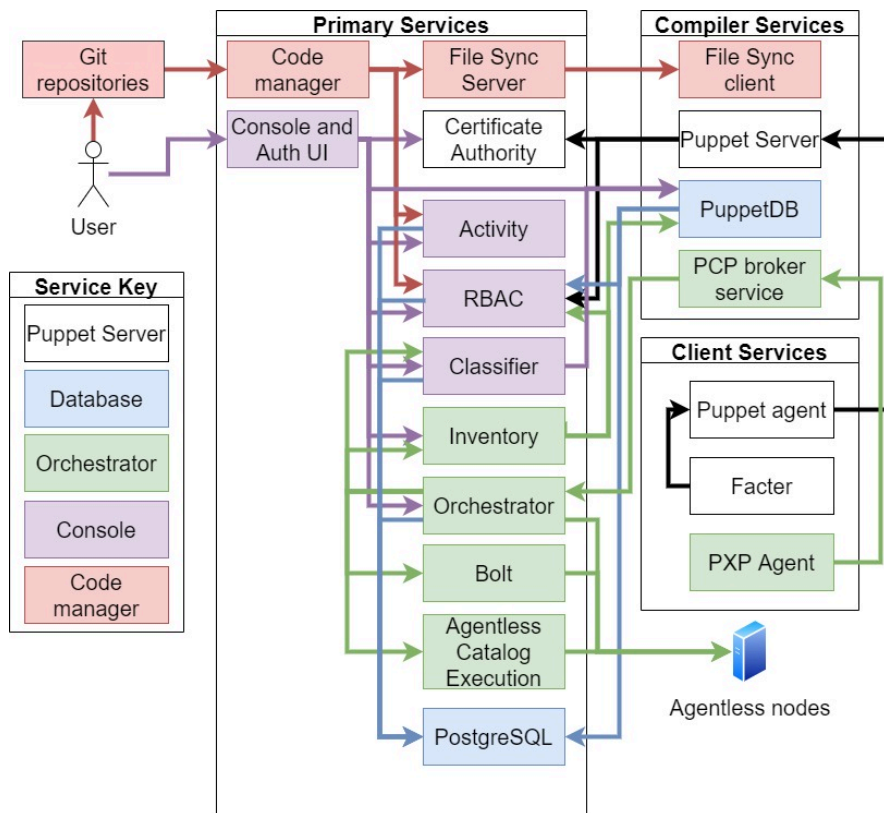 Primary Services
Compiler Services
Git
repositories
Code
manager
File Sync
Server
File Sync
client
Console and
Auth UI
Certificate
Authority
Puppet Server
User
Activity
PuppetDB
RBAC
PCP broker
service
Service Key
Puppet Server
Database
Orchestrator
Console
Code
manager
Classifier
Client Services
Inventory
Puppet agent
Orchestrator
Facter
Bolt
PXP Agent
Agentless
Catalog
Execution
Agentless nodes
PostgreSQL